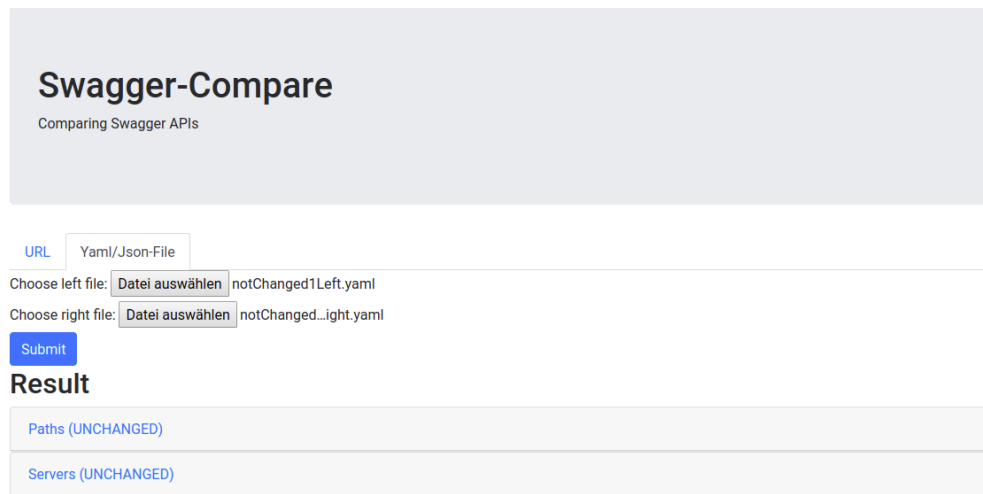 Swagger-Compare
Comparing Swagger APIs
URL Yaml/Json-File
Choose left file: Datei auswählen notChanged1Left.yaml
Choose right file: Datei auswählen notChanged...ight.yaml
Submit
Result
Paths (UNCHANGED)
Servers (UNCHANGED)